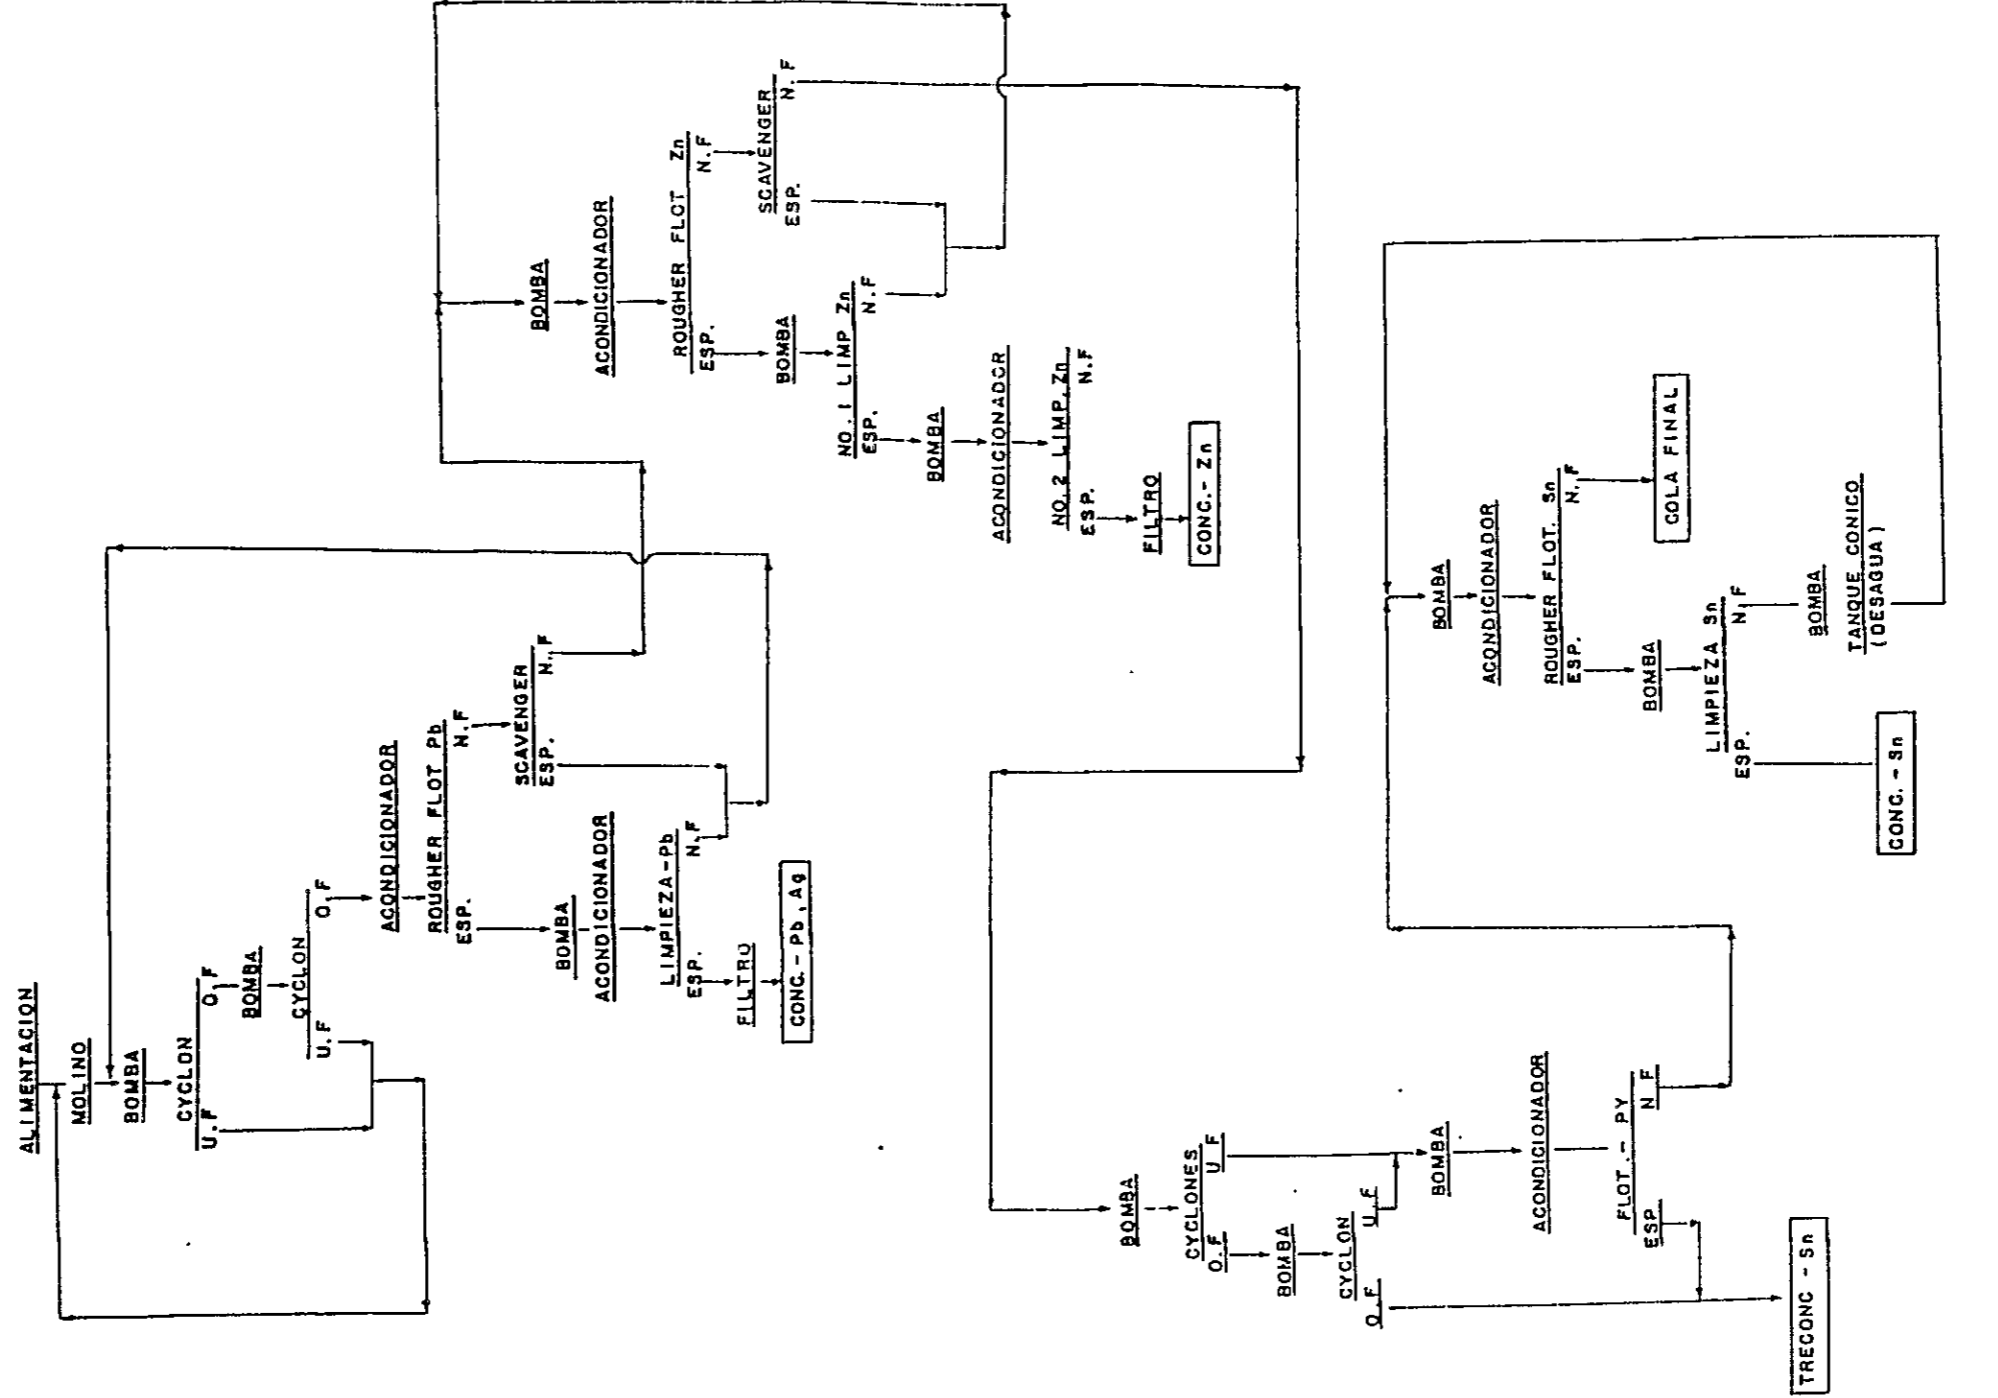 ALIMENTACION
MOLINO
BOMBA
CYCLON
U.F
O.F
BOMBA
CYCLON
U.F
O.F
ACONDICIONADOR
ROUGHER FLOT Pb
ESP.
N.F
BOMBA
ACONDICIONADOR
LIMPIEZA-Pb
ESP.
N.F
FILTRO
CONC.- Pb, Ag
SCAVENGER
ESP.
N.F
BOMBA
ACONDICIONADOR
ROUGHER FLCT Zn
ESP.
N.F
BOMBA
NO. 1 LIMP Zn
ESP.
N.F
BOMBA
ACONDICIONADOR
NO. 2 LIMP. Zn
ESP.
N.F
FILTRO
CONC.- Zn
SCAVENGER
ESP.
N.F
BOMBA
CYCLONES
O.F
U F
BOMBA
CYCLON
O F
U.F
BOMBA
ACONDICIONADOR
FLOT.- PY
ESP
N F
TRECONC - Sn
BOMBA
ACONDICIONADOR
ROUGHER FLOT. Sn
ESP.
N.F
COLA FINAL
BOMBA
LIMPIEZA Sn
ESP.
N.F
CONC. - Sn
BOMBA
TANQUE CONICO
(DESAGUA)